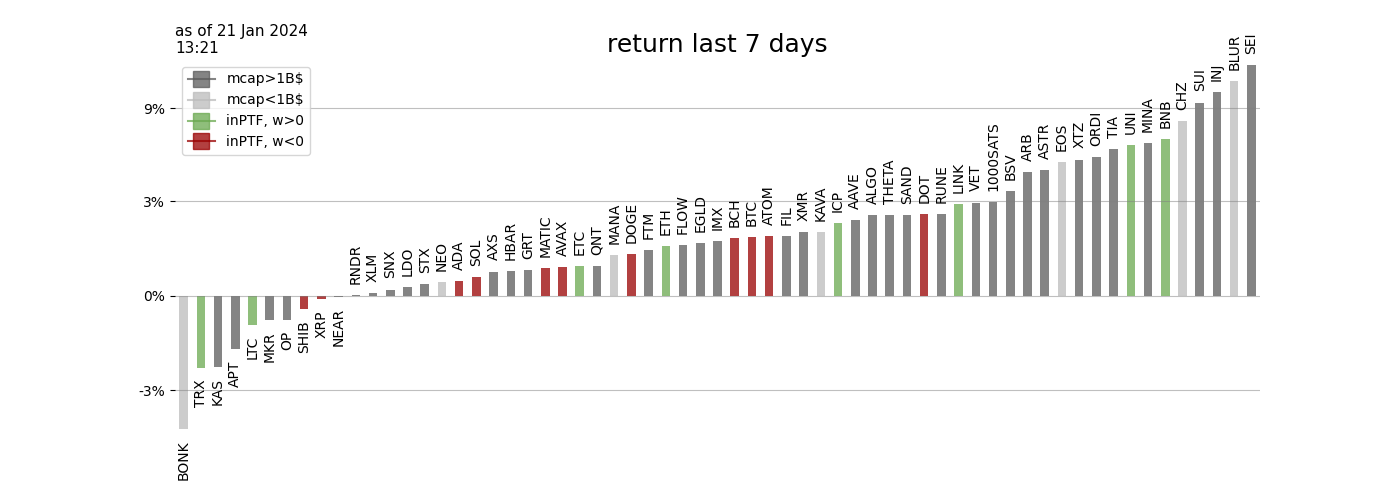 as of 21 Jan 2024
13:21
return last 7 days
mcap>1B$
mcap<1B$
inPTF, w>0
inPTF, w<0
9%
3%
0%
-3%
BONK
TRX
KAS
APT
LTC
MKR
OP
SHIB
XRP
NEAR
RNDR
XLM
SNX
LDO
STX
NEO
ADA
SOL
AXS
HBAR
GRT
MATIC
AVAX
ETC
QNT
MANA
DOGE
FTM
ETH
FLOW
EGLD
IMX
BCH
BTC
ATOM
FIL
XMR
KAVA
ICP
AAVE
ALGO
THETA
SAND
DOT
RUNE
LINK
VET
1000SATS
BSV
ARB
ASTR
EOS
XTZ
ORDI
TIA
UNI
MINA
BNB
CHZ
SUI
INJ
BLUR
SEI